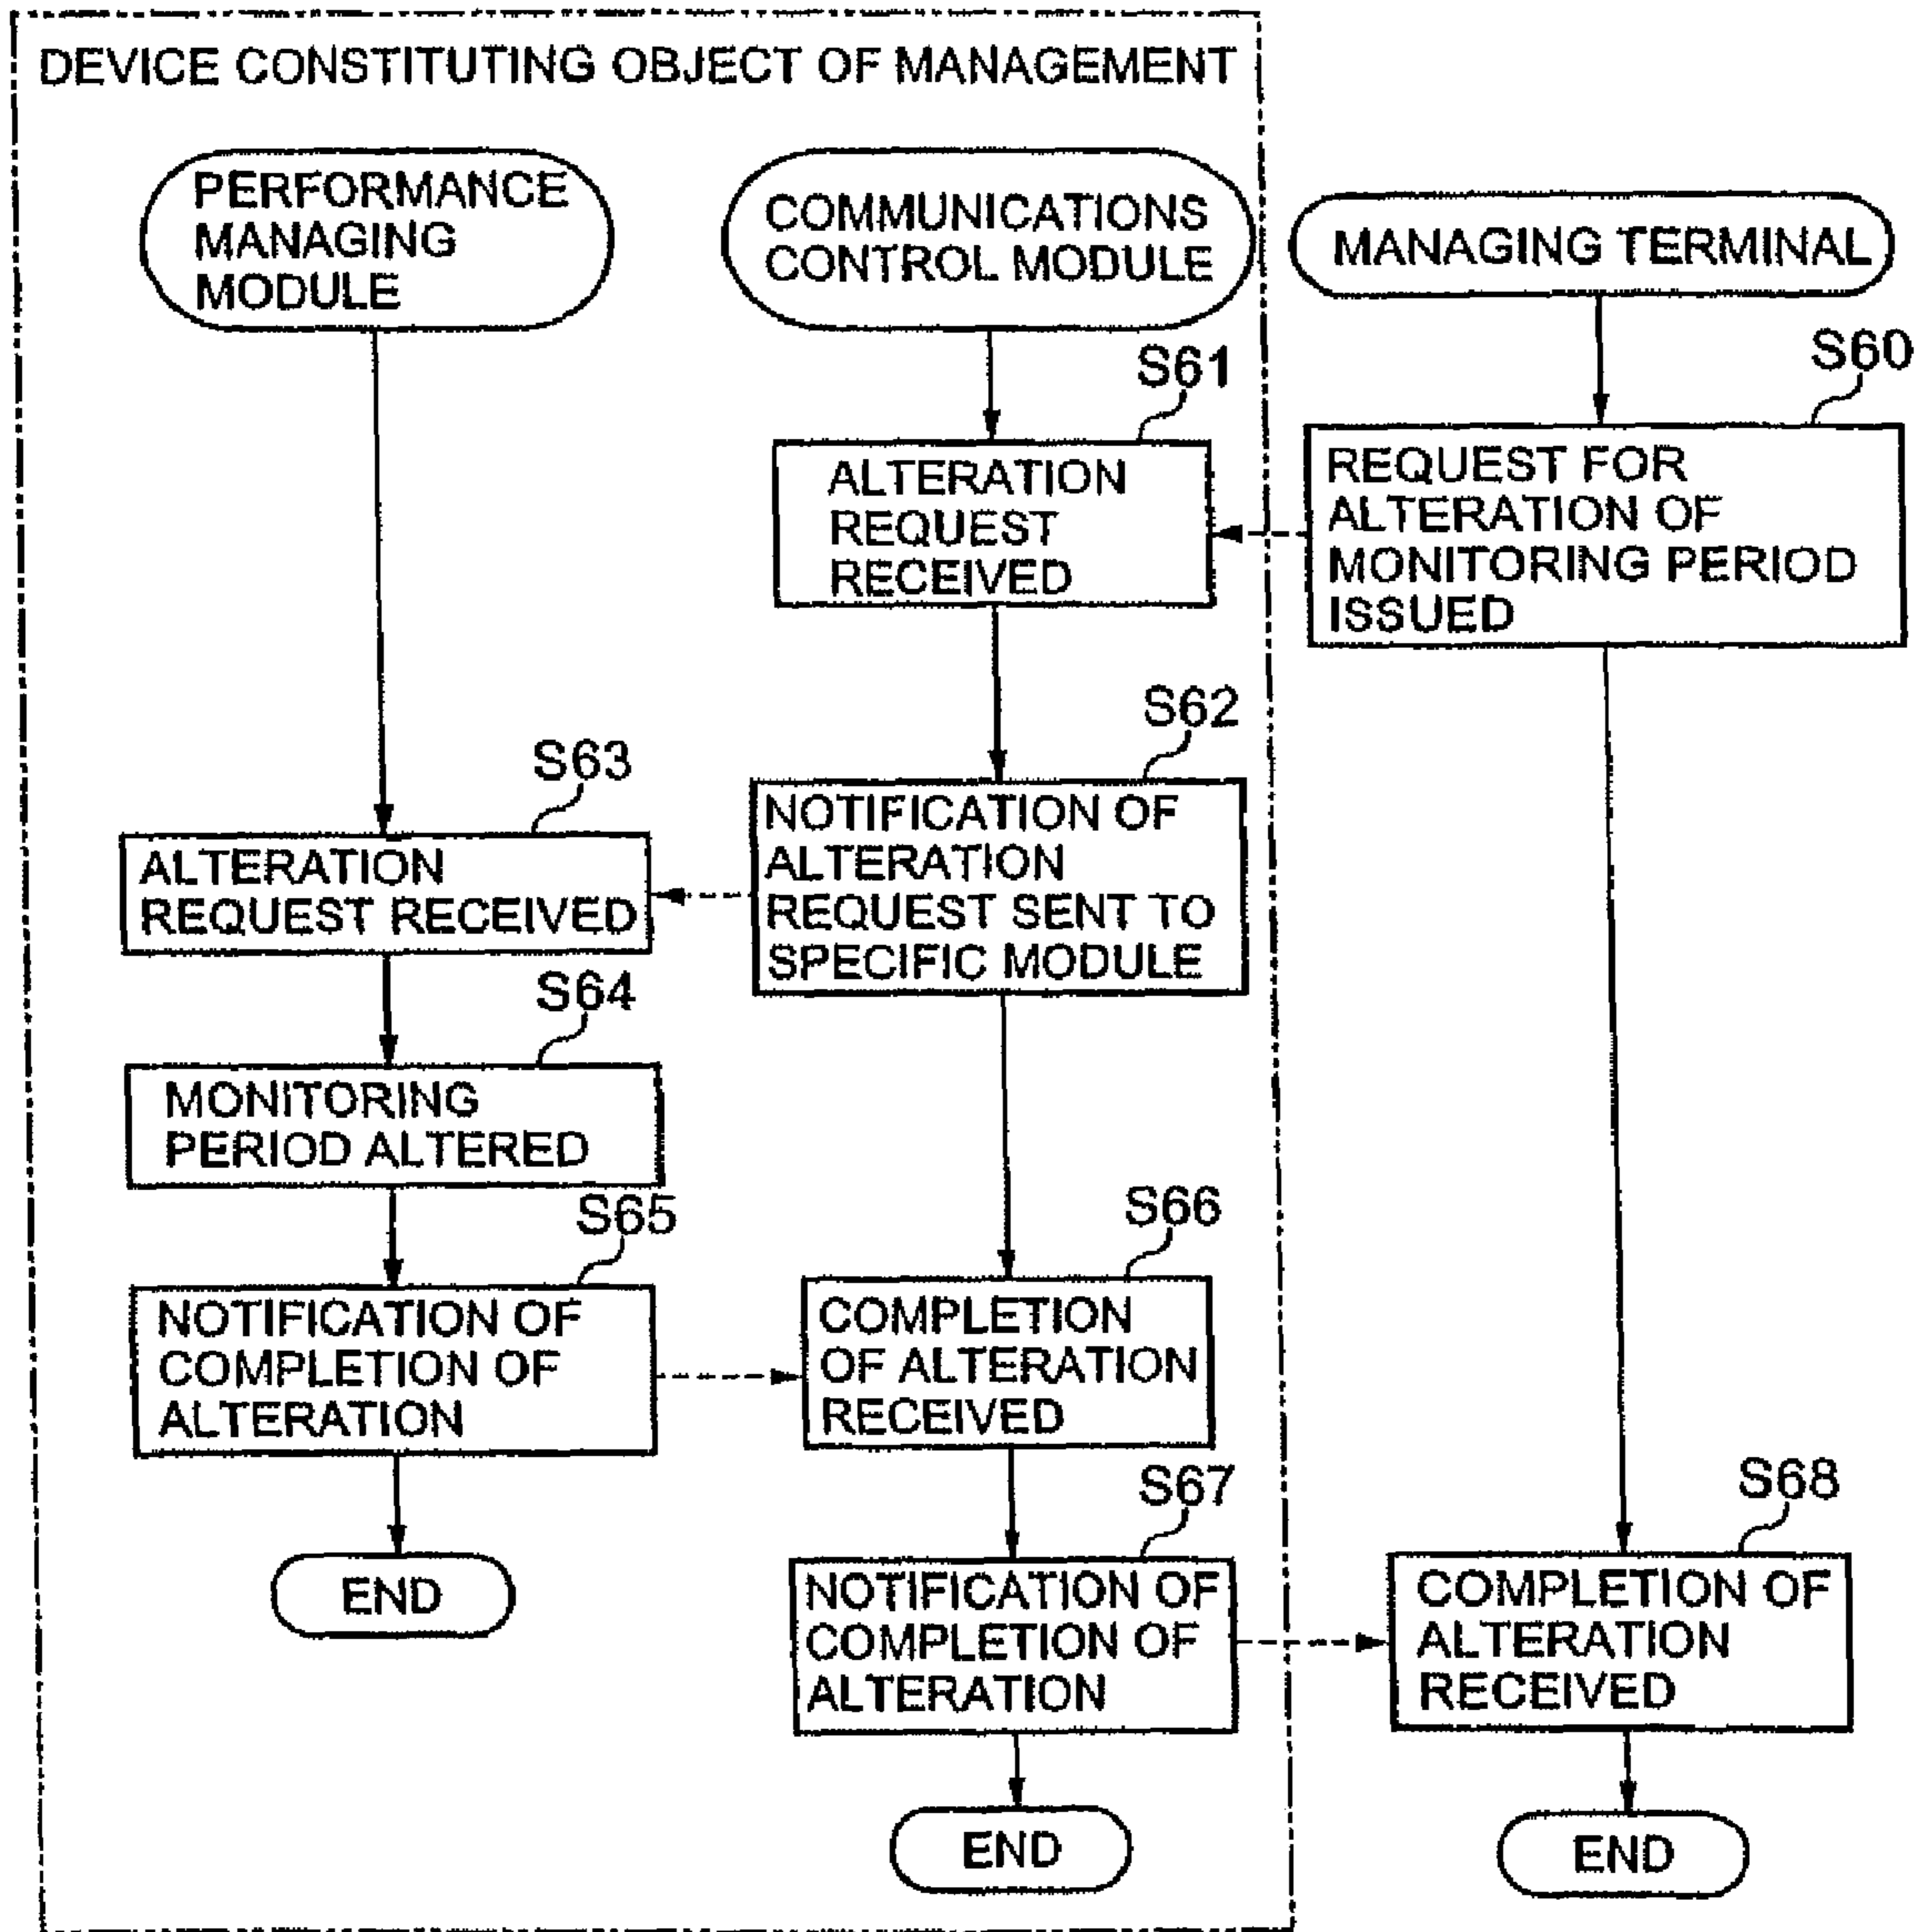 DEVICE CONSTITUTING OBJECT OF MANAGEMENT
PERFORMANCE
MANAGING
MODULE
COMMUNICATIONS
CONTROL MODULE
MANAGING TERMINAL
S60
REQUEST FOR
ALTERATION OF
MONITORING PERIOD
ISSUED
S61
ALTERATION
REQUEST
RECEIVED
S62
NOTIFICATION OF
ALTERATION
REQUEST SENT TO
SPECIFIC MODULE
S63
ALTERATION
REQUEST RECEIVED
S64
MONITORING
PERIOD ALTERED
S65
NOTIFICATION OF
COMPLETION OF
ALTERATION
END
S66
COMPLETION
OF ALTERATION
RECEIVED
S67
NOTIFICATION OF
COMPLETION OF
ALTERATION
END
S68
COMPLETION OF
ALTERATION
RECEIVED
END